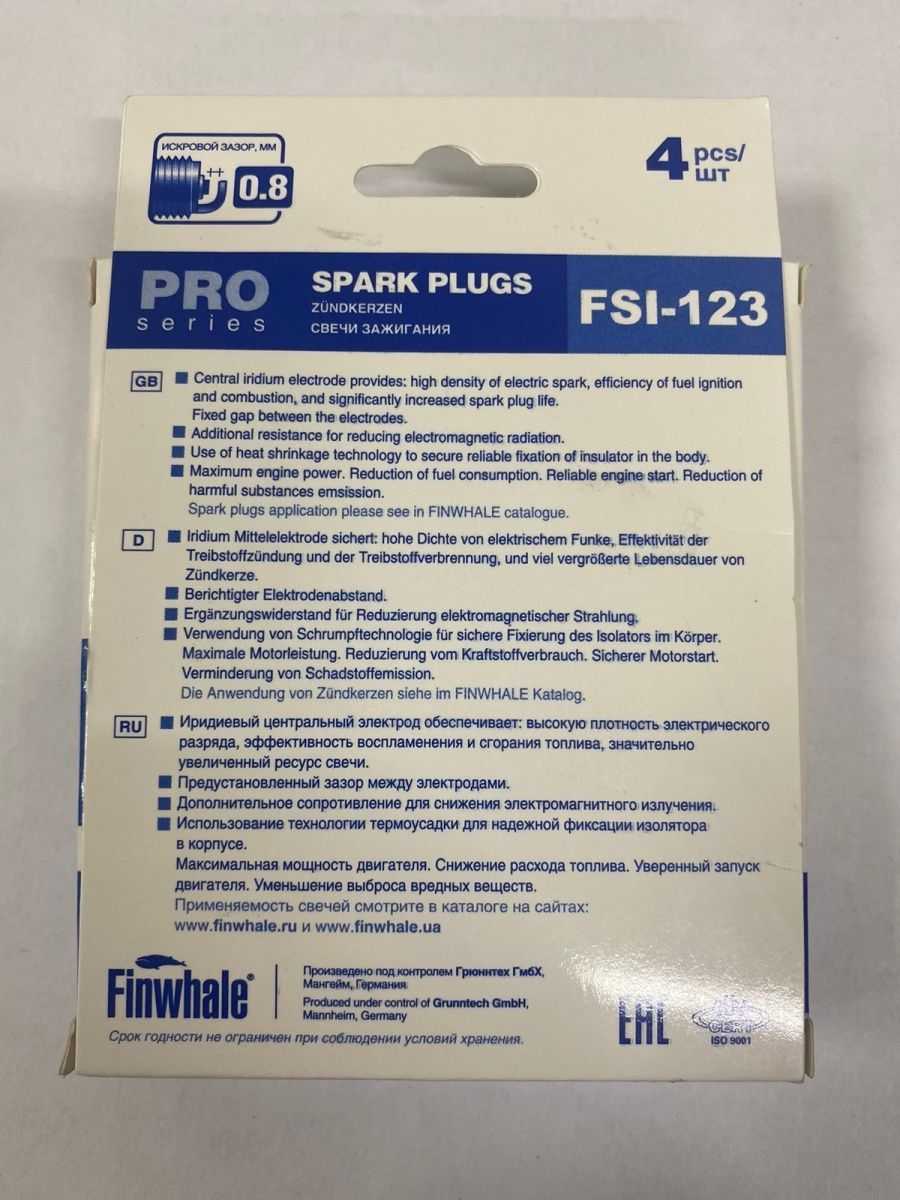 ИСКРОВОЙ ЗАЗОР, ММ
0.8
4 pcs/
шт
PRO
series
SPARK PLUGS
ZÜNDKERZEN
СВЕЧИ ЗАЖИГАНИЯ
FSI-123
GB
Central iridium electrode provides: high density of electric spark, efficiency of fuel ignition
and combustion, and significantly increased spark plug life.
Fixed gap between the electrodes.
Additional resistance for reducing electromagnetic radiation.
Use of heat shrinkage technology to secure reliable fixation of insulator in the body.
Maximum engine power. Reduction of fuel consumption. Reliable engine start. Reduction of
harmful substances emsission.
Spark plugs application please see in FINWHALE catalogue.
D
Iridium Mittelelektrode sichert: hohe Dichte von elektrischem Funke, Effektivität der
Treibstoffzündung und der Treibstoffverbrennung, und viel vergrößerte Lebensdauer von
Zündkerze.
Berichtigter Elektrodenabstand.
Ergänzungswiderstand für Reduzierung elektromagnetischer Strahlung.
Verwendung von Schrumpftechnologie für sichere Fixierung des Isolators im Körper.
Maximale Motorleistung. Reduzierung vom Kraftstoffverbrauch. Sicherer Motorstart.
Verminderung von Schadstoffemission.
Die Anwendung von Zündkerzen siehe im FINWHALE Katalog.
RU
Иридиевый центральный электрод обеспечивает: высокую плотность электрического
разряда, эффективность воспламенения и сгорания топлива, значительно
увеличенный ресурс свечи.
Предустановленный зазор между электродами.
Дополнительное сопротивление для снижения электромагнитного излучения.
Использование технологии термоусадки для надежной фиксации изолятора
в корпусе.
Максимальная мощность двигателя. Снижение расхода топлива. Уверенный запуск
двигателя. Уменьшение выброса вредных веществ.
Применяемость свечей смотрите в каталоге на сайтах:
www.finwhale.ru и www.finwhale.ua
Finwhale®
Произведено под контролем Грюннтех ГмбХ,
Мангейм, Германия
Produced under control of Grunntech GmbH,
Mannheim, Germany
EAC
CERT
ISO 9001
Срок годности не ограничен при соблюдении условий хранения.